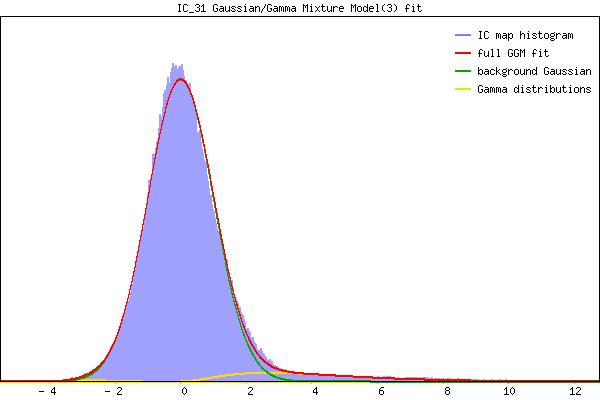 IC_31 Gaussian/Gamma Mixture Model(3) fit
IC map histogram
full GGM fit
background Gaussian
Gamma distributions
-4 -2 0 2 4 6 8 10 12